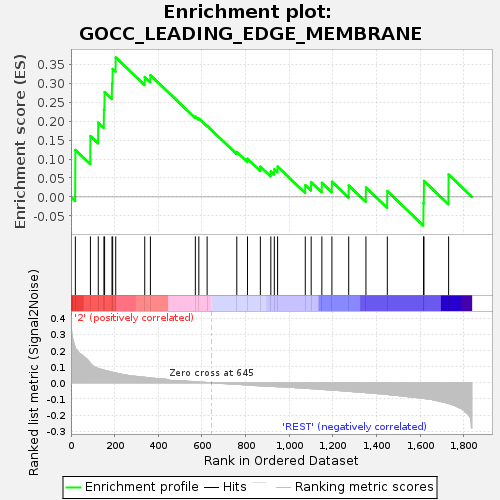 Enrichment plot:
GOCC_LEADING_EDGE_MEMBRANE
Enrichment score (ES)
0.35
0.30
0.25
0.20
0.15
0.10
0.05
0.00
-0.05
'2' (positively correlated)
Zero cross at 645
'REST' (negatively correlated)
Ranked list metric (Signal2Noise)
0.4
0.3
0.2
0.1
0.0
-0.1
-0.2
-0.3
0 200 400 600 800 1,000 1,200 1,400 1,600 1,800
Rank in Ordered Dataset
Enrichment profile Hits Ranking metric scores